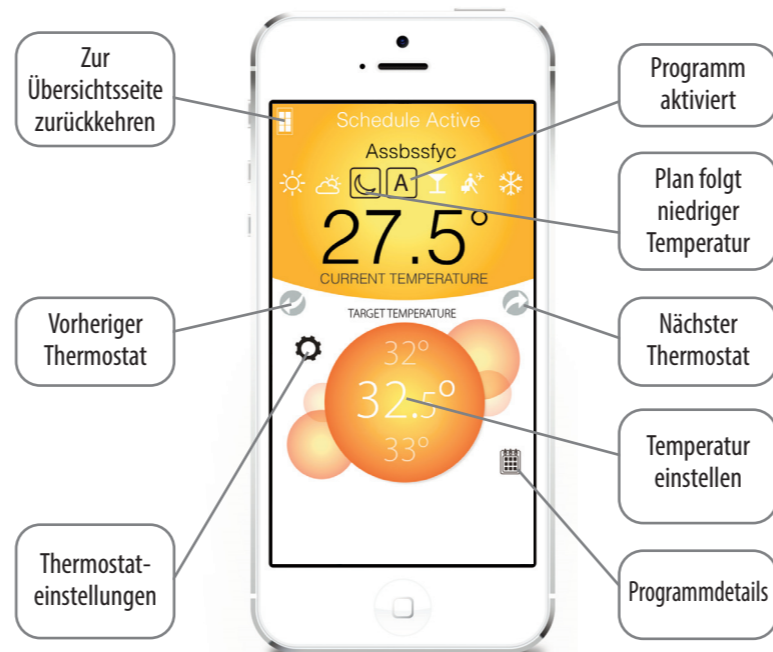 Zur
Übersichtsseite
zurückkehren
Programm
aktiviert
Schedule Active
Assbssfyc
A
27.5°
CURRENT TEMPERATURE
Plan folgt
niedriger
Temperatur
Vorheriger
Thermostat
TARGET TEMPERATURE
Nächster
Thermostat
32°
32.5°
33°
Temperatur
einstellen
Thermostat-
einstellungen
Programmdetails